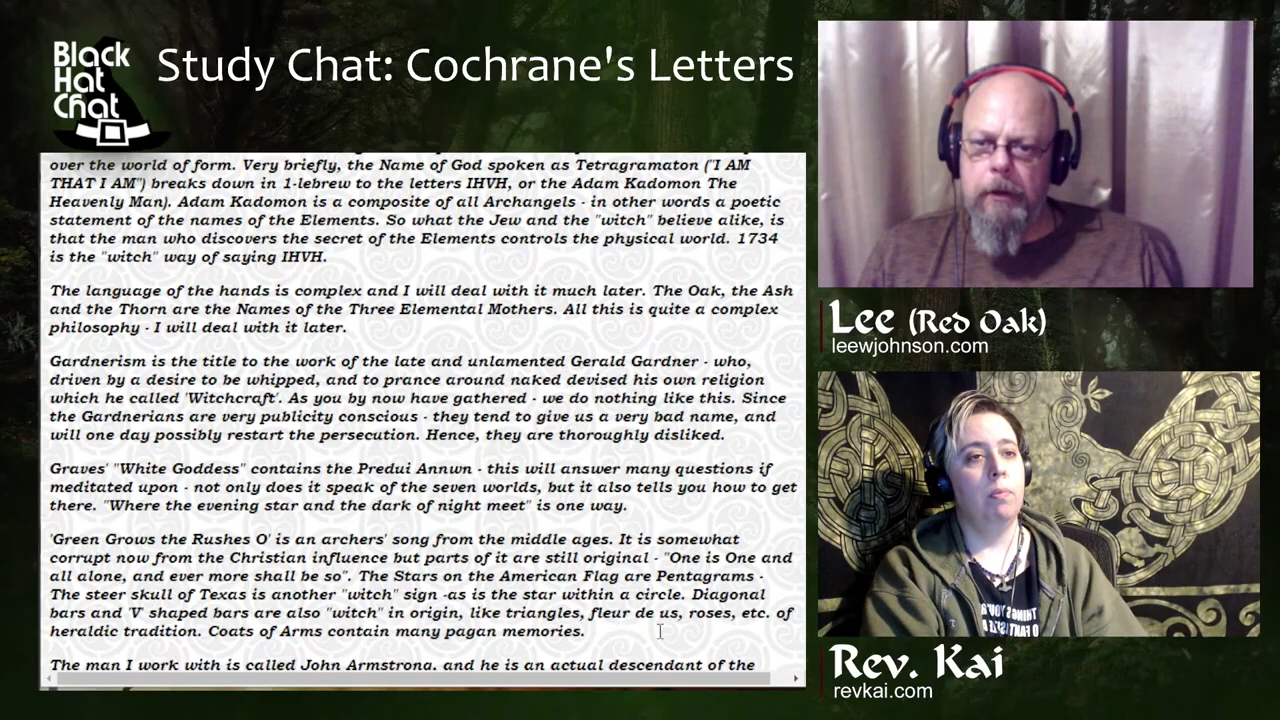 Black
Hat
Chat
Study Chat: Cochrane's Letters
over the world of form. Very briefly, the Name of God spoken as Tetragramaton ("I AM
THAT I AM") breaks down in 1-lebrew to the letters IHVH, or the Adam Kadomon The
Heavenly Man). Adam Kadomon is a composite of all Archangels - in other words a poetic
statement of the names of the Elements. So what the Jew and the "witch" believe alike, is
that the man who discovers the secret of the Elements controls the physical world. 1734
is the "witch" way of saying IHVH.
The language of the hands is complex and I will deal with it much later. The Oak, the Ash
and the Thorn are the Names of the Three Elemental Mothers. All this is quite a complex
philosophy - I will deal with it later.
Gardnerism is the title to the work of the late and unlamented Gerald Gardner - who,
driven by a desire to be whipped, and to prance around naked devised his own religion
which he called 'Witchcraft'. As you by now have gathered - we do nothing like this. Since
the Gardnerians are very publicity conscious - they tend to give us a very bad name, and
will one day possibly restart the persecution. Hence, they are thoroughly disliked.
Graves' "White Goddess" contains the Predui Annwn - this will answer many questions if
meditated upon - not only does it speak of the seven worlds, but it also tells you how to get
there. "Where the evening star and the dark of night meet" is one way.
'Green Grows the Rushes O' is an archers' song from the middle ages. It is somewhat
corrupt now from the Christian influence but parts of it are still original - "One is One and
all alone, and ever more shall be so". The Stars on the American Flag are Pentagrams -
The steer skull of Texas is another "witch" sign -as is the star within a circle. Diagonal
bars and 'V' shaped bars are also "witch" in origin, like triangles, fleur de us, roses, etc. of
heraldic tradition. Coats of Arms contain many pagan memories.
The man I work with is called John Armstrong, and he is an actual descendant of the
Lee (Red Oak)
leewjohnson.com
Rev. Kai
revkai.com